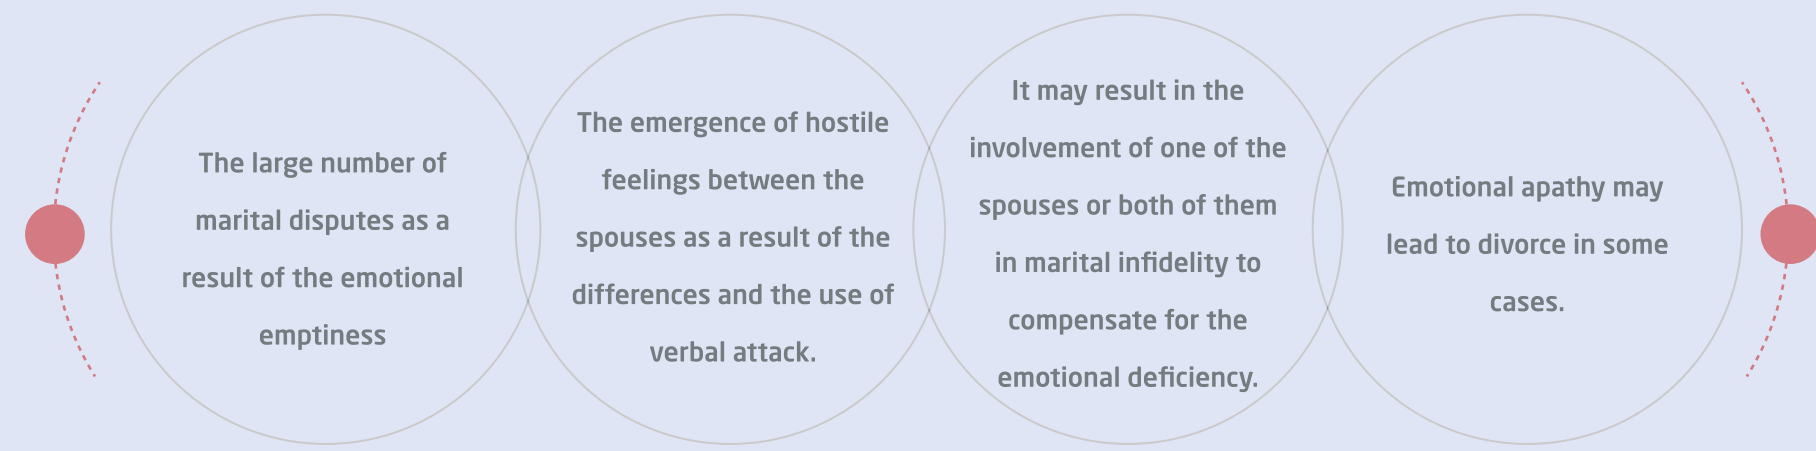 The large number of
marital disputes as a
result of the emotional
emptiness
The emergence of hostile
feelings between the
spouses as a result of the
differences and the use of
verbal attack.
It may result in the
involvement of one of the
spouses or both of them
in marital infidelity to
compensate for the
emotional deficiency.
Emotional apathy may
lead to divorce in some
cases.